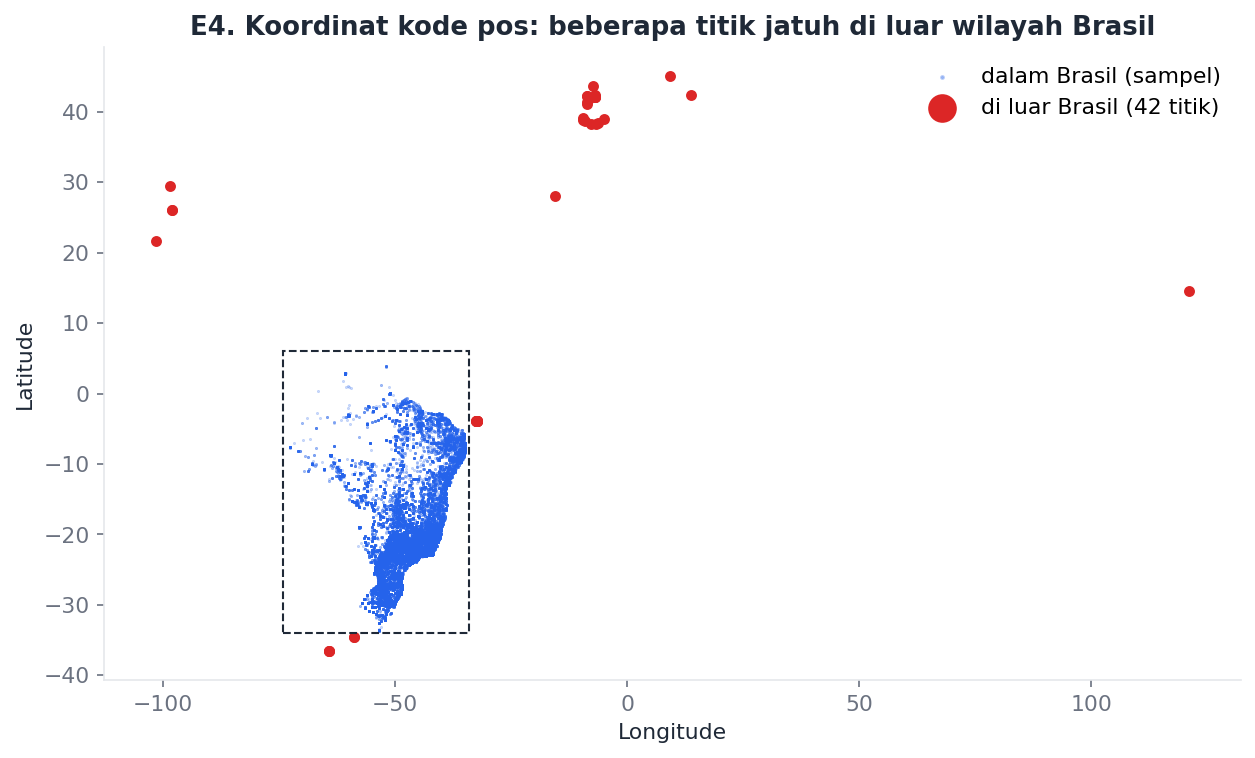 E4. Koordinat kode pos: beberapa titik jatuh di luar wilayah Brasil
dalam Brasil (sampel)
di luar Brasil (42 titik)
Latitude
40
30
20
10
0
−10
−20
−30
−40
−100
−50
0
50
100
Longitude